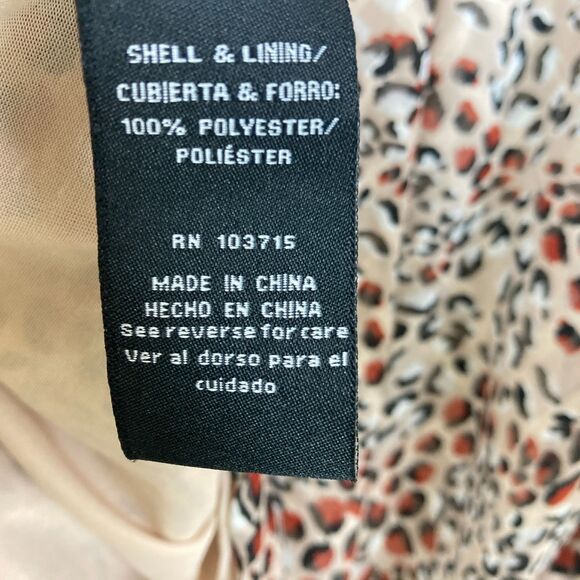 SHELL & LINING/
CUBIERTA & FORRO:
100% POLYESTER/
POLIÉSTER
RN 103715
MADE IN CHINA
HECHO EN CHINA
See reverse for care
Ver al dorso para el
cuidado